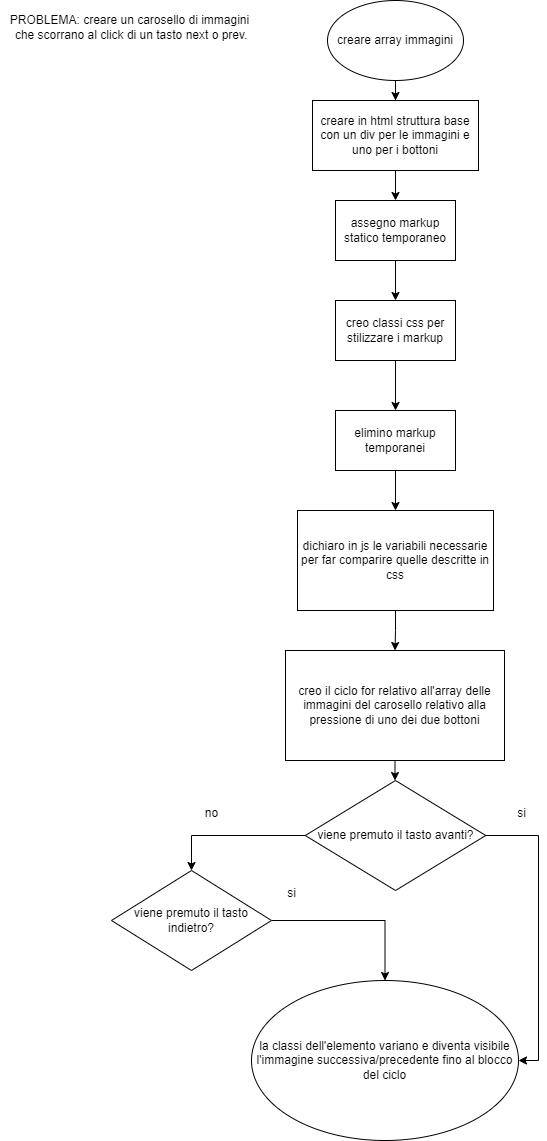 PROBLEMA: creare un carosello di immagini
che scorrano al click di un tasto next o prev.
creare array immagini
creare in html struttura base
con un div per le immagini e
uno per i bottoni
assegno markup
statico temporaneo
creo classi css per
stilizzare i markup
elimino markup
temporanei
dichiaro in js le variabili necessarie
per far comparire quelle descritte in
css
creo il ciclo for relativo all'array delle
immagini del carosello relativo alla
pressione di uno dei due bottoni
no
si
viene premuto il tasto avanti?
si
viene premuto il tasto
indietro?
la classi dell'elemento variano e diventa visibile
l'immagine successiva/precedente fino al blocco
del ciclo